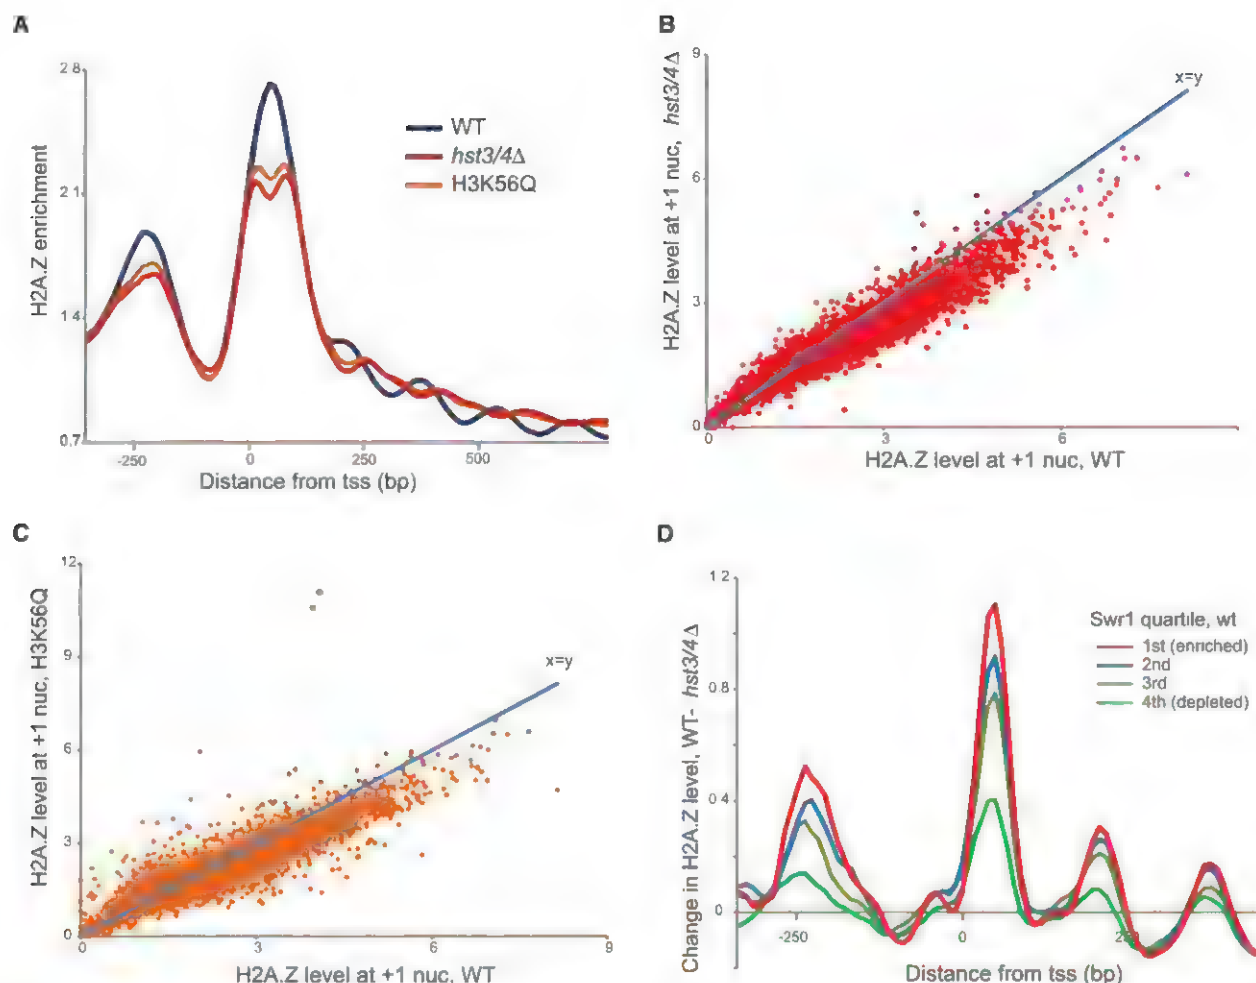 A
2.8
2.1
1.4
0.7
H2A.Z enrichment
WT
hst3/4Δ
H3K56Q
-250
0
250
500
Distance from tss (bp)
B
9
6
3
0
H2A.Z level at +1 nuc, hst3/4Δ
x=y
0
3
6
H2A.Z level at +1 nuc, WT
C
12
9
6
3
0
H2A.Z level at +1 nuc, H3K56Q
x=y
0
3
6
9
H2A.Z level at +1 nuc, WT
D
1.2
0.8
0.4
0
Change in H2A.Z level, WT- hst3/4Δ
Swr1 quartile, wt
1st (enriched)
2nd
3rd
4th (depleted)
-250
0
250
Distance from tss (bp)